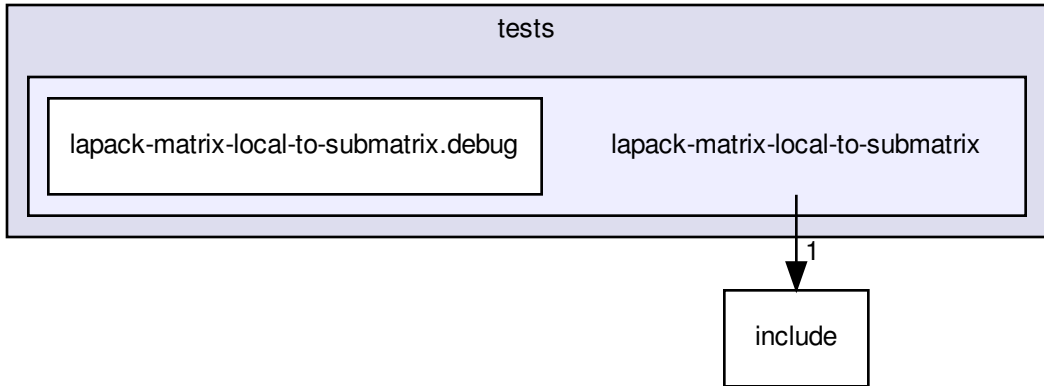 tests
lapack-matrix-local-to-submatrix.debug
lapack-matrix-local-to-submatrix
1
include